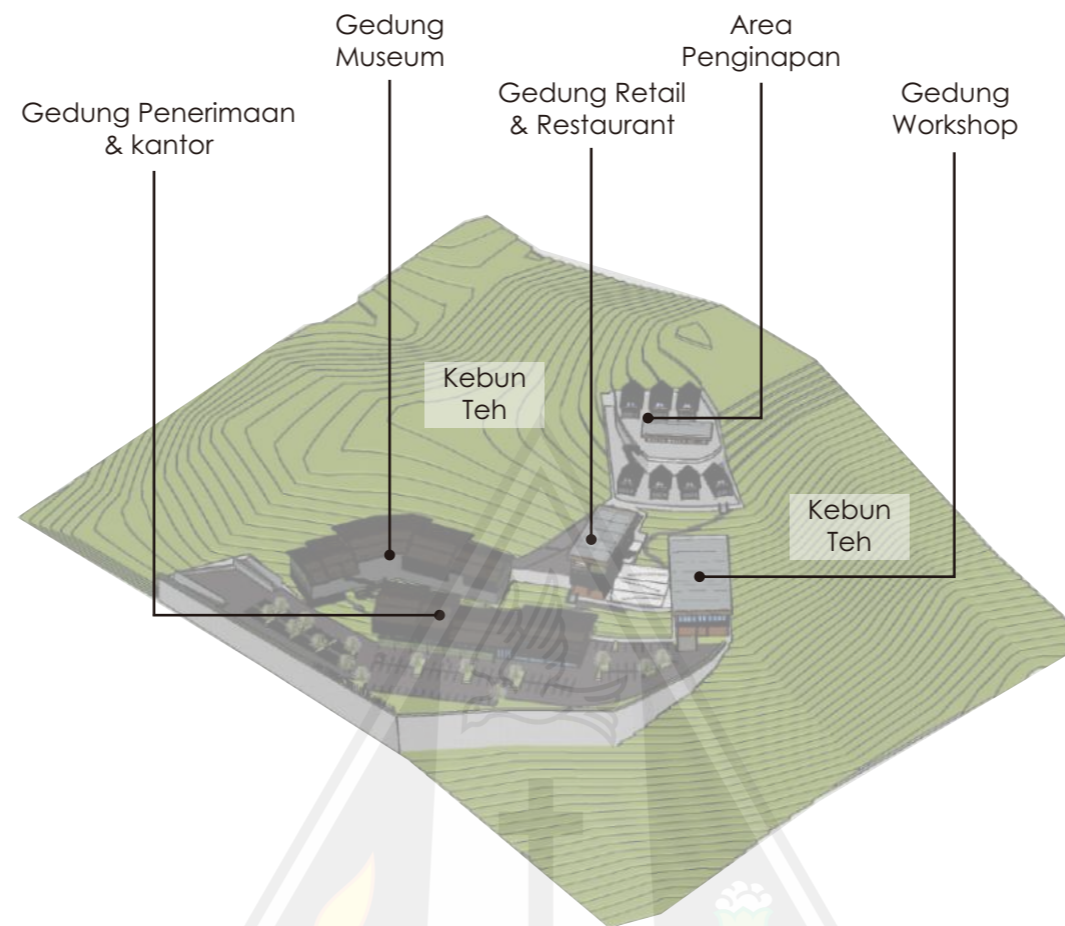 Gedung
Museum
Area
Penginapan
Gedung Penerimaan
& kantor
Gedung Retail
& Restaurant
Gedung
Workshop
Kebun
Teh
Kebun
Teh